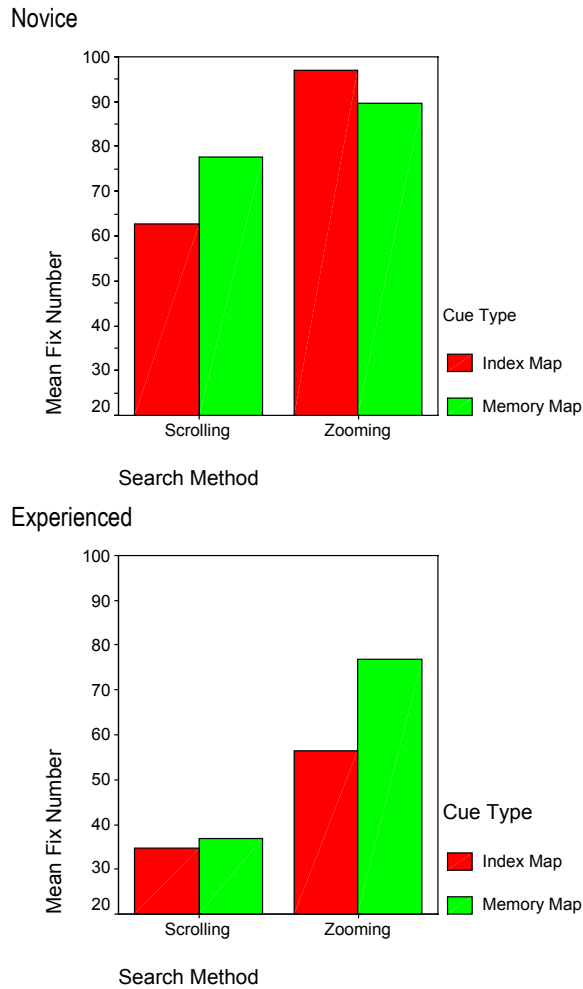 Novice
100
90
80
70
60
50
40
30
20
Mean Fix Number
Scrolling
Zooming
Search Method
Cue Type
Index Map
Memory Map
Experienced
100
90
80
70
60
50
40
30
20
Mean Fix Number
Scrolling
Zooming
Search Method
Cue Type
Index Map
Memory Map